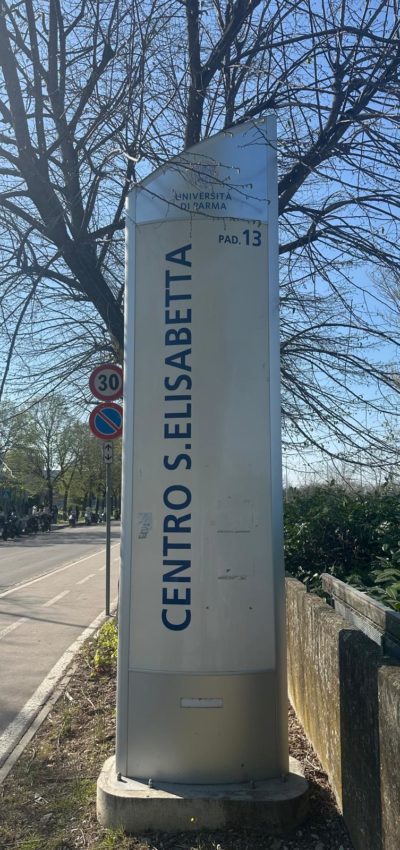 UNIVERSITÀ
DI PARMA
PAD. 13
CENTRO S.ELISABETTA
30